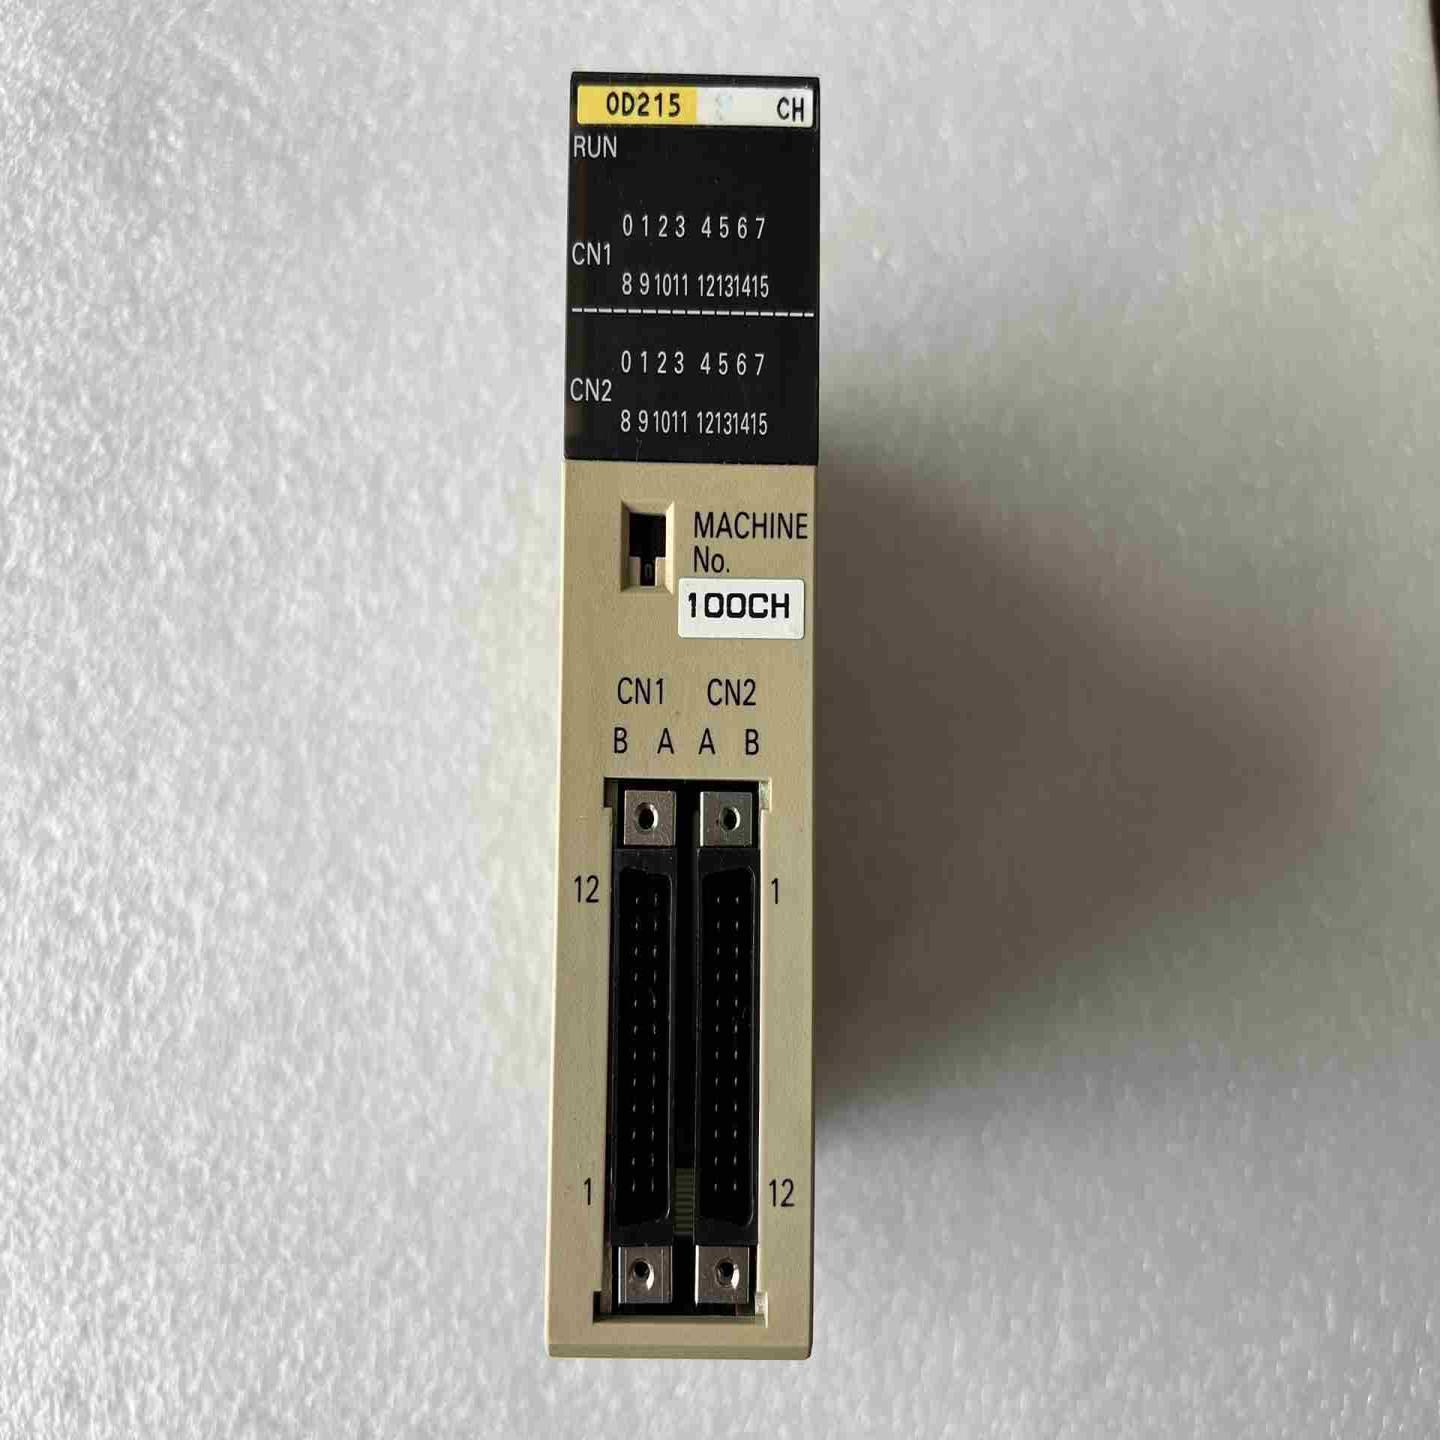 OD215 CH
RUN
0 1 2 3 4 5 6 7
CN1
8 9 10 11 12 13 14 15
0 1 2 3 4 5 6 7
CN2
8 9 10 11 12 13 14 15
MACHINE
No.
0
100CH
CN1 CN2
B A A B
12 1
1 12